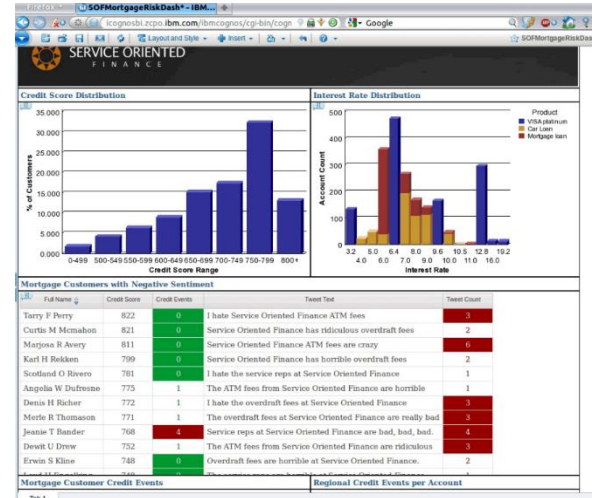 SOFMortgageRiskDash* - IBM...
icognosbi.zcpo.ibm.com/ibmcognos/cgi-bin/cogn
Google
Layout and Style
Insert
SOFMortgageRiskDas
SERVICE ORIENTED
FINANCE
Credit Score Distribution
Interest Rate Distribution
% of Customers
35.000
30.000
25.000
20.000
15.000
10.000
5.000
0.000
0-499 500-549 550-599 600-649 650-699 700-749 750-799 800+
Credit Score Range
Account Count
500
400
300
200
100
0
3.2 5.0 6.4 8.0 9.6 10.5 12.8 19.2
4.0 6.0 7.0 9.0 10.0 11.0 16.0
Interest Rate
Product
VISA platinum
Car Loan
Mortgage loan
Mortgage Customers with Negative Sentiment
Full Name Credit Score Credit Events Tweet Text Tweet Count
Tarry F Perry 822 0 I hate Service Oriented Finance ATM fees 3
Curtis M Mcmahon 821 0 Service Oriented Finance has ridiculous overdraft fees 2
Marjosa R Avery 811 0 Service Oriented Finance ATM fees are crazy 6
Karl H Rekken 799 0 Service Oriented Finance has horrible overdraft fees 2
Scotland O Rivero 781 0 I hate the service reps at Service Oriented Finance 1
Angelia W Dufresne 775 1 The ATM fees from Service Oriented Finance are horrible 1
Denis H Richer 772 1 I hate the overdraft fees at Service Oriented Finance 3
Merle R Thomason 771 1 The overdraft fees at Service Oriented Finance are really bad 3
Jeanie T Bander 768 4 Service reps at Service Oriented Finance are bad, bad, bad. 4
Dewit U Drew 752 1 The ATM fees from Service Oriented Finance are ridiculous 3
Erwin S Kline 748 0 Overdraft fees are horrible at Service Oriented Finance. 2
Mortgage Customer Credit Events
Regional Credit Events per Account
Tab 1